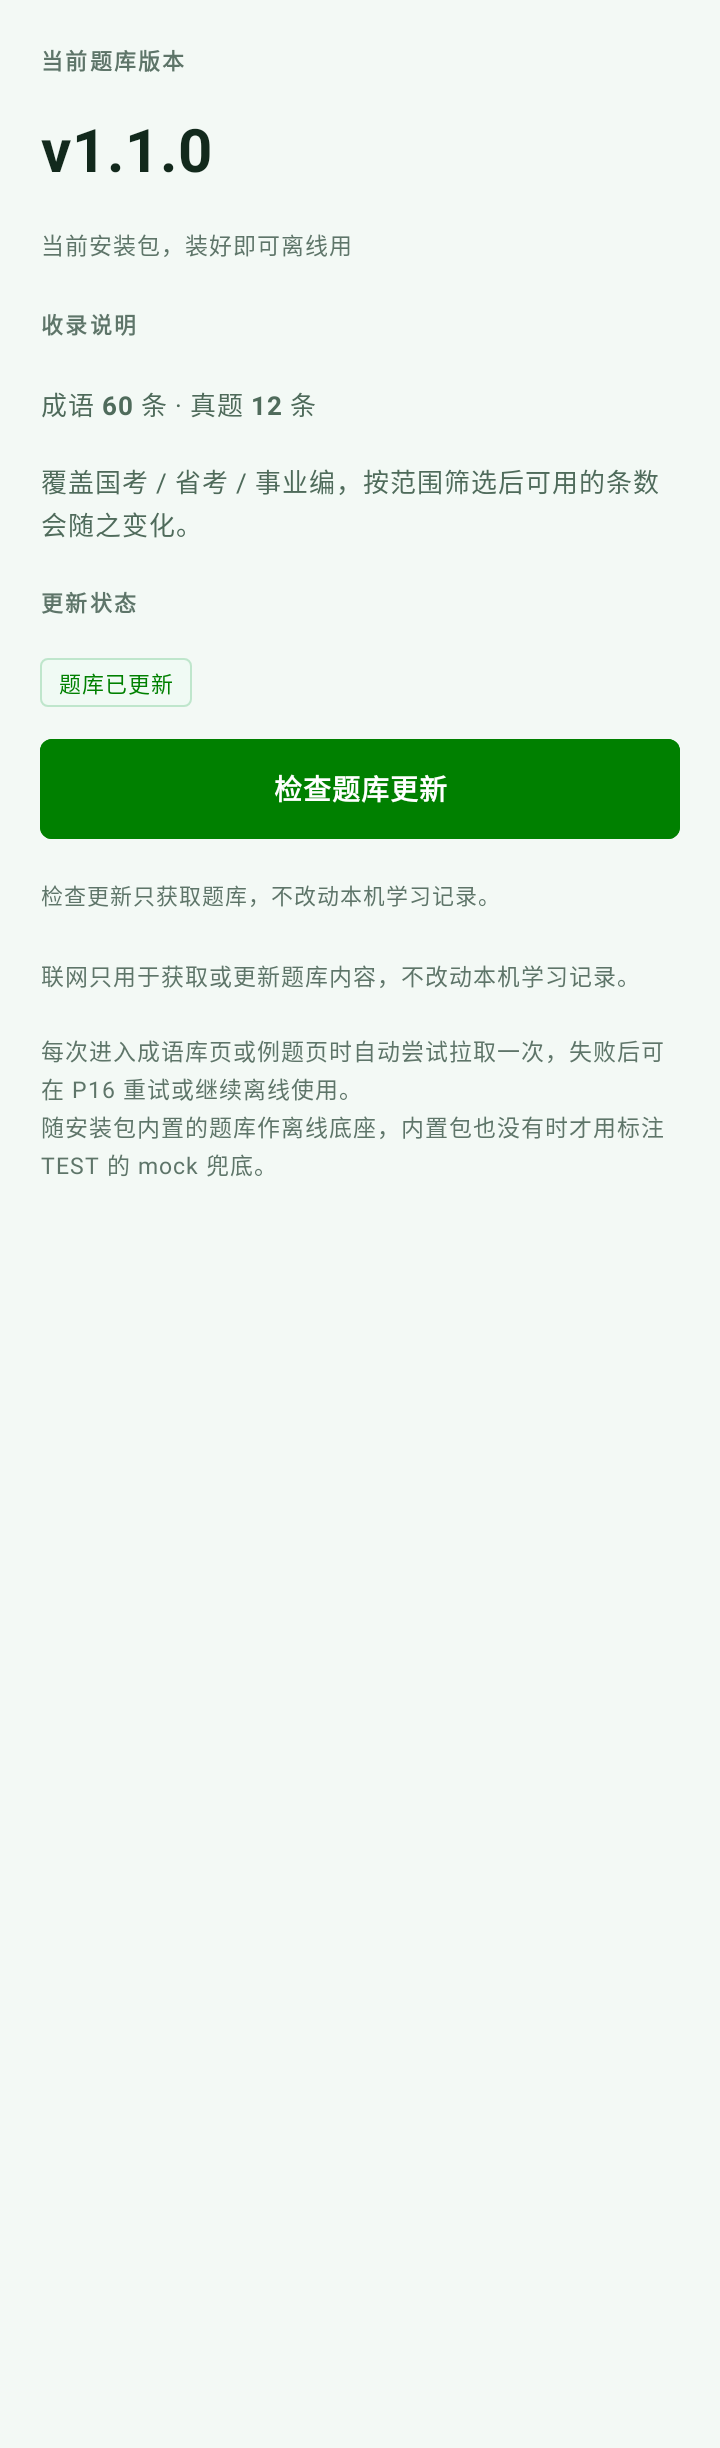 当前题库版本
v1.1.0
当前安装包，装好即可离线用
收录说明
成语 60 条 · 真题 12 条
覆盖国考 / 省考 / 事业编，按范围筛选后可用的条数
会随之变化。
更新状态
题库已更新
检查题库更新
检查更新只获取题库，不改动本机学习记录。
联网只用于获取或更新题库内容，不改动本机学习记录。
每次进入成语库页或例题页时自动尝试拉取一次，失败后可
在 P16 重试或继续离线使用。
随安装包内置的题库作离线底座，内置包也没有时才用标注
TEST 的 mock 兜底。